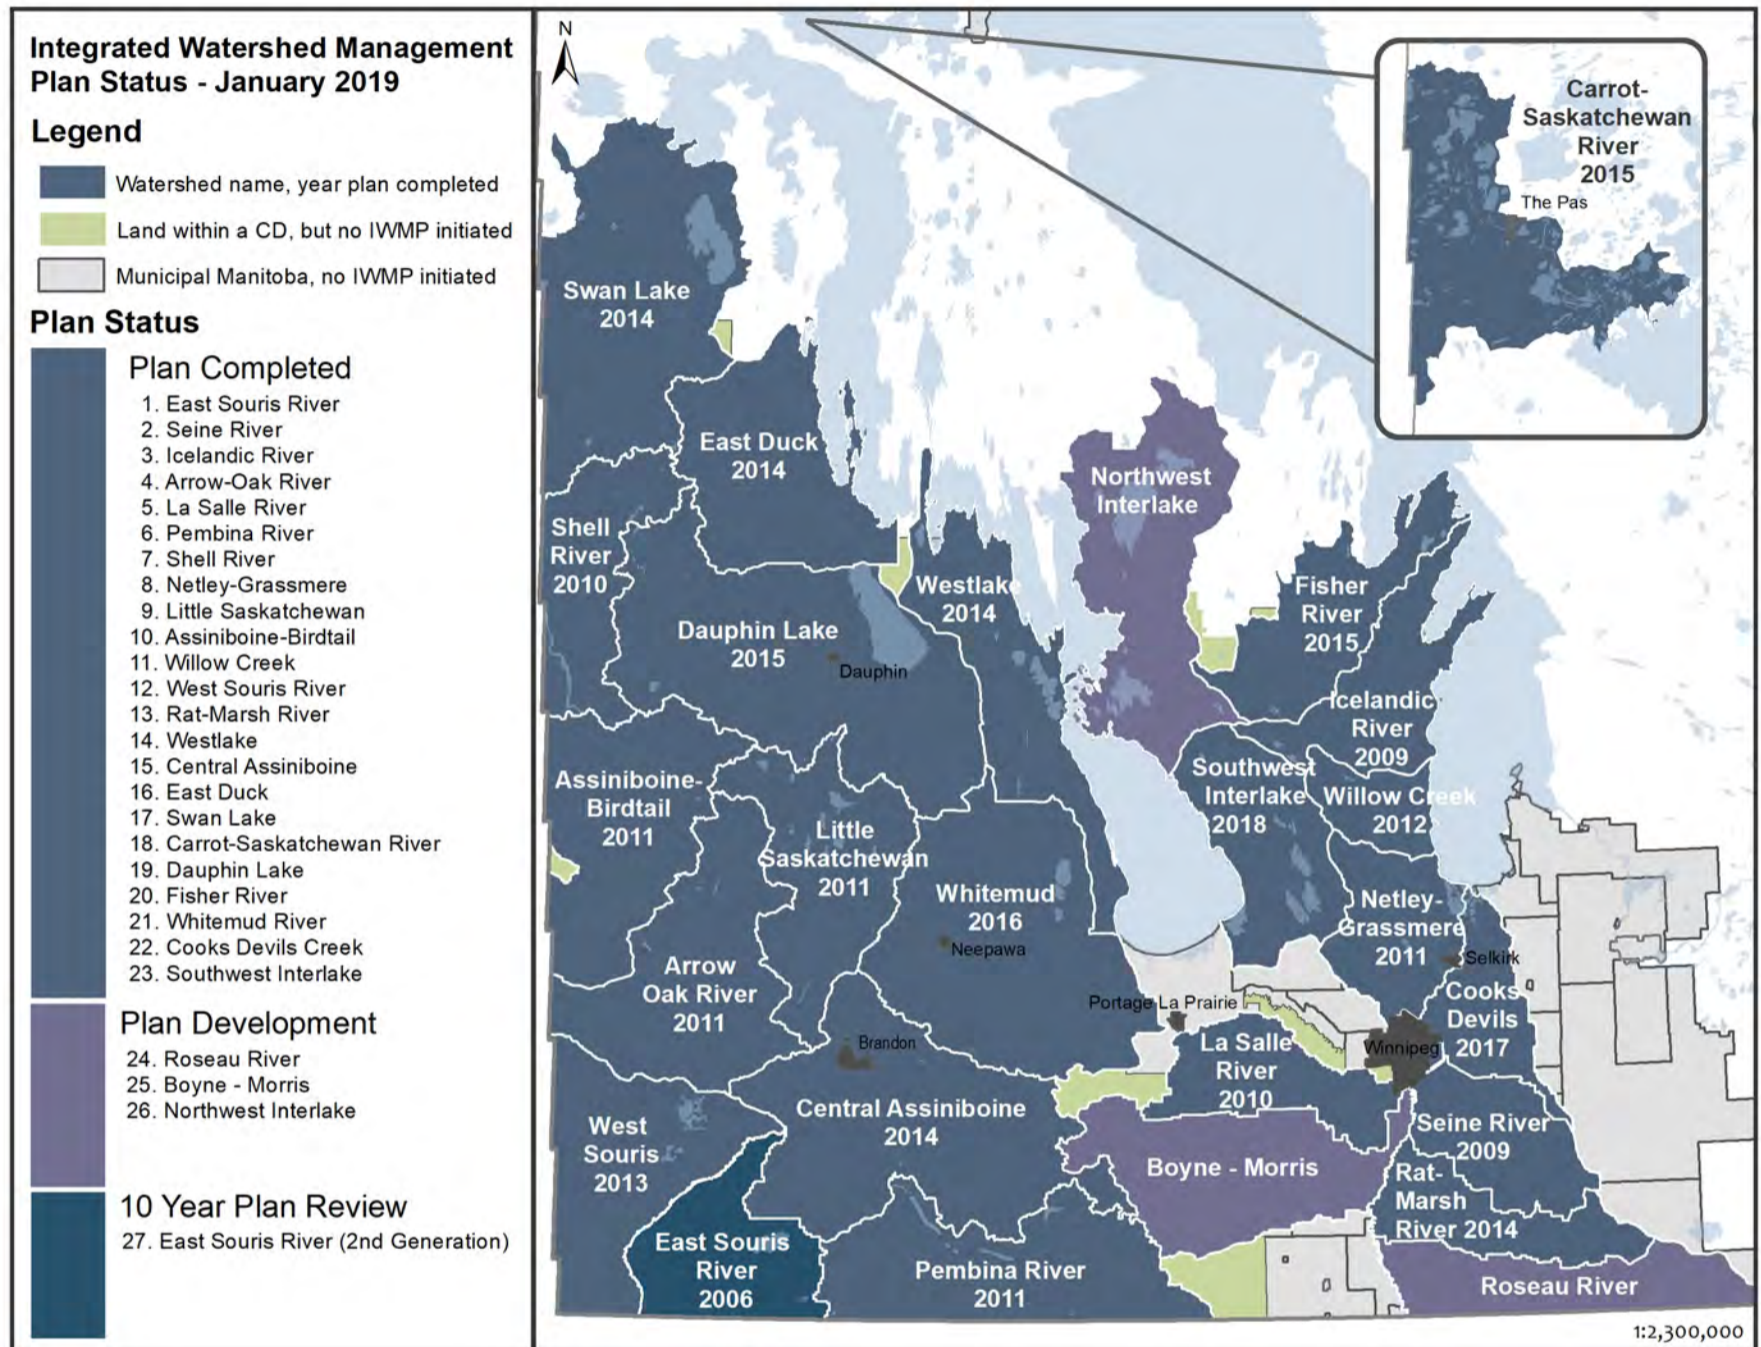 Integrated Watershed Management
Plan Status - January 2019
Legend
Watershed name, year plan completed
Land within a CD, but no IWMP initiated
Municipal Manitoba, no IWMP initiated
Plan Status
Plan Completed
1. East Souris River
2. Seine River
3. Icelandic River
4. Arrow-Oak River
5. La Salle River
6. Pembina River
7. Shell River
8. Netley-Grassmere
9. Little Saskatchewan
10. Assiniboine-Birdtail
11. Willow Creek
12. West Souris River
13. Rat-Marsh River
14. Westlake
15. Central Assiniboine
16. East Duck
17. Swan Lake
18. Carrot-Saskatchewan River
19. Dauphin Lake
20. Fisher River
21. Whitemud River
22. Cooks Devils Creek
23. Southwest Interlake
Plan Development
24. Roseau River
25. Boyne - Morris
26. Northwest Interlake
10 Year Plan Review
27. East Souris River (2nd Generation)
N
Carrot-
Saskatchewan
River
2015
The Pas
Swan Lake
2014
East Duck
2014
Northwest
Interlake
Shell
River
2010
Westlake
2014
Fisher
River
2015
Dauphin Lake
2015
Dauphin
Icelandic
River
2009
Assiniboine-
Birdtail
2011
Little
Saskatchewan
2011
Southwest
Interlake
2018
Willow Creek
2012
Whitemud
2016
Neepawa
Netley-
Grassmere
2011
Selkirk
Arrow
Oak River
2011
Portage La Prairie
Cooks
Devils
2017
Brandon
La Salle
River
2010
Winnipeg
West
Souris
2013
Central Assiniboine
2014
Seine River
2009
Boyne - Morris
Rat-
Marsh
River 2014
East Souris
River
2006
Pembina River
2011
Roseau River
1:2,300,000